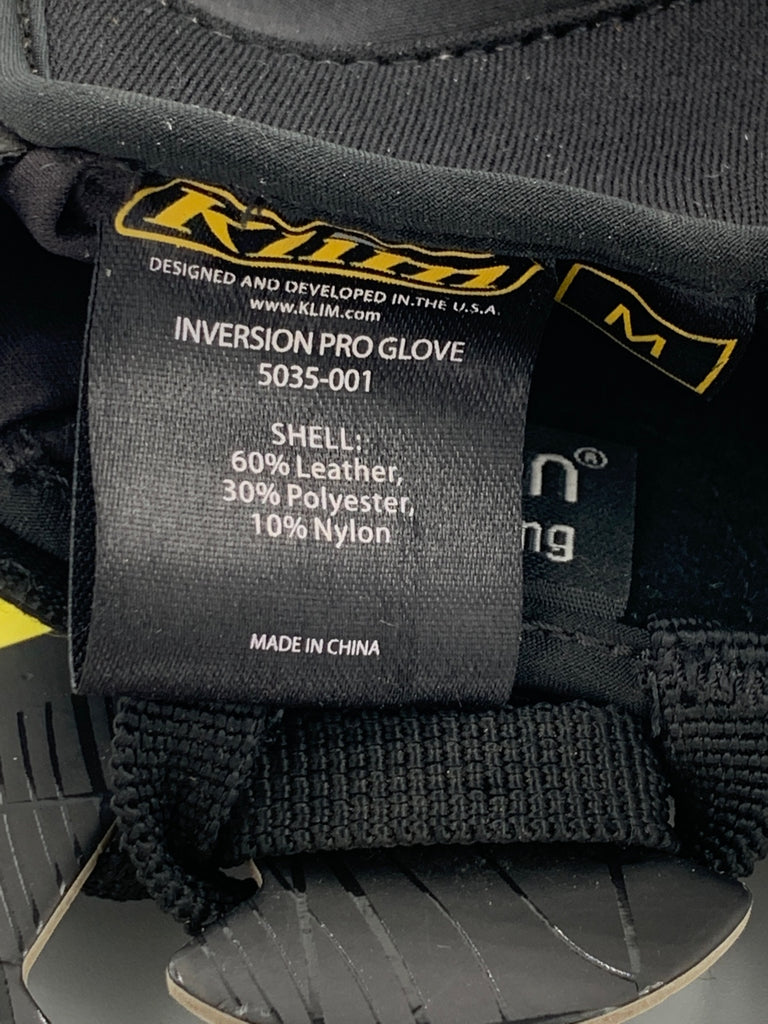 KLIM
DESIGNED AND DEVELOPED IN THE U.S.A.
www.KLIM.com
INVERSION PRO GLOVE
5035-001
SHELL:
60% Leather,
30% Polyester,
10% Nylon
MADE IN CHINA
M
n®
ng